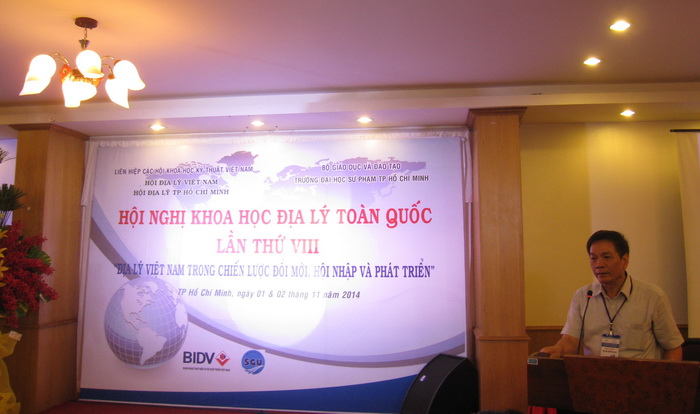 LIÊN HIỆP CÁC HỘI KHOA HỌC KỸ THUẬT VIỆT NAM
HỘI ĐỊA LÝ VIỆT NAM
HỘI ĐỊA LÝ TP HỒ CHÍ MINH
BỘ GIÁO DỤC VÀ ĐÀO TẠO
TRƯỜNG ĐẠI HỌC SƯ PHẠM TP HỒ CHÍ MINH
HỘI NGHỊ KHOA HỌC ĐỊA LÝ TOÀN QUỐC
LẦN THỨ VIII
"ĐỊA LÝ VIỆT NAM TRONG CHIẾN LƯỢC ĐỔI MỚI, HỘI NHẬP VÀ PHÁT TRIỂN"
TP Hồ Chí Minh, ngày 01 & 02 tháng 11 năm 2014
BIDV
SGU